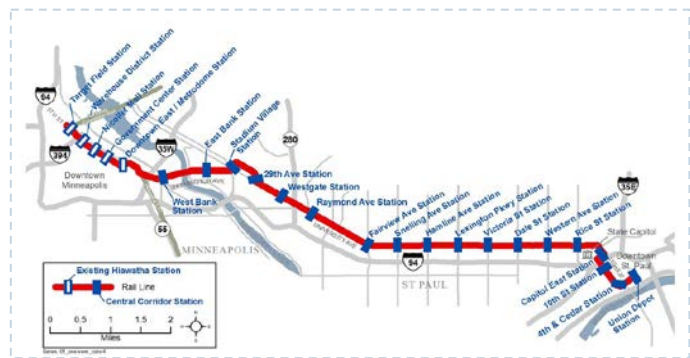 Target Field Station
Warehouse District Station
Nicollet Mall Station
Government Center Station
Downtown East / Metrodome Station
East Bank Station
Stadium Village
Station
29th Ave Station
Westgate Station
Raymond Ave Station
West Bank
Station
Fairview Ave Station
Snelling Ave Station
Hamline Ave Station
Lexington Pkwy Station
Victoria St Station
Dale St Station
Western Ave Station
Rice St Station
Capitol East Station
10th St Station
4th & Cedar Station
Union Depot
Station
94
394
35W
280
55
94
35E
Downtown
Minneapolis
MINNEAPOLIS
UNIVERSITY AVE
ST PAUL
State Capitol
Downtown
St. Paul
Existing Hiawatha Station
Rail Line
Central Corridor Station
0 0.5 1 2
Miles